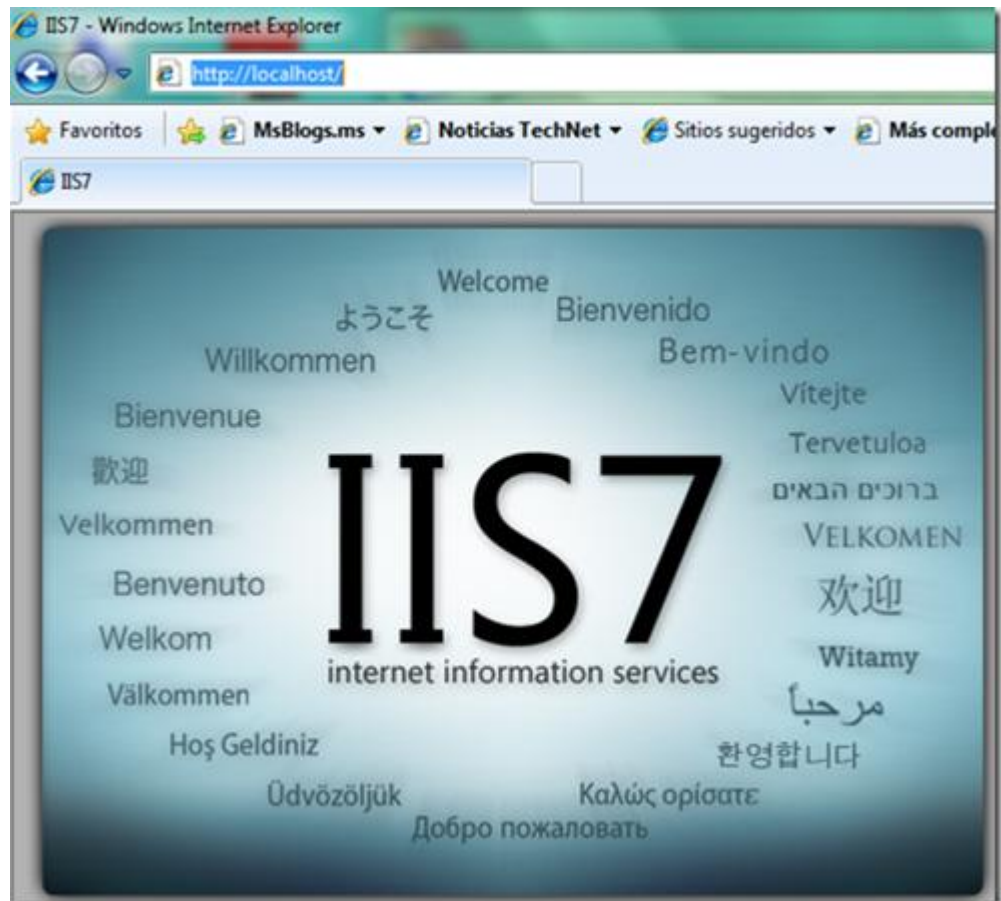 IIS7 - Windows Internet Explorer
http://localhost/
Favoritos MsBlogs.ms Noticias TechNet Sitios sugeridos Más comple
IIS7
Welcome
ようこそ
Bienvenido
Willkommen
Bem-vindo
Vítejte
Bienvenue
Tervetuloa
歡迎
ברוכים הבאים
Velkommen
VELKOMEN
IIS7
Benvenuto
欢迎
Welkom
Witamy
internet information services
Välkommen
مرحباً
Hoş Geldiniz
환영합니다
Üdvözöljük
Καλώς ορίσατε
Добро пожаловать